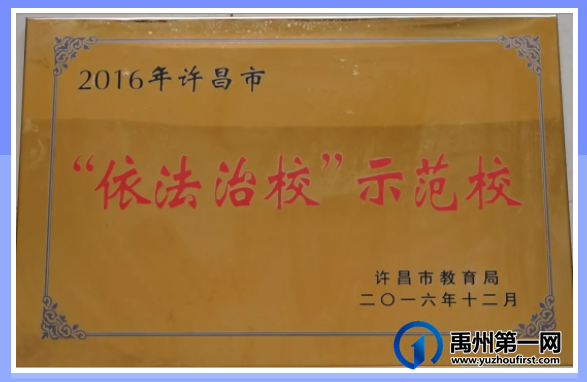 2016年许昌市
“依法治校”示范校
许昌市教育局
二〇一六年十二月
禹州第一网
www.yuzhoufirst.com